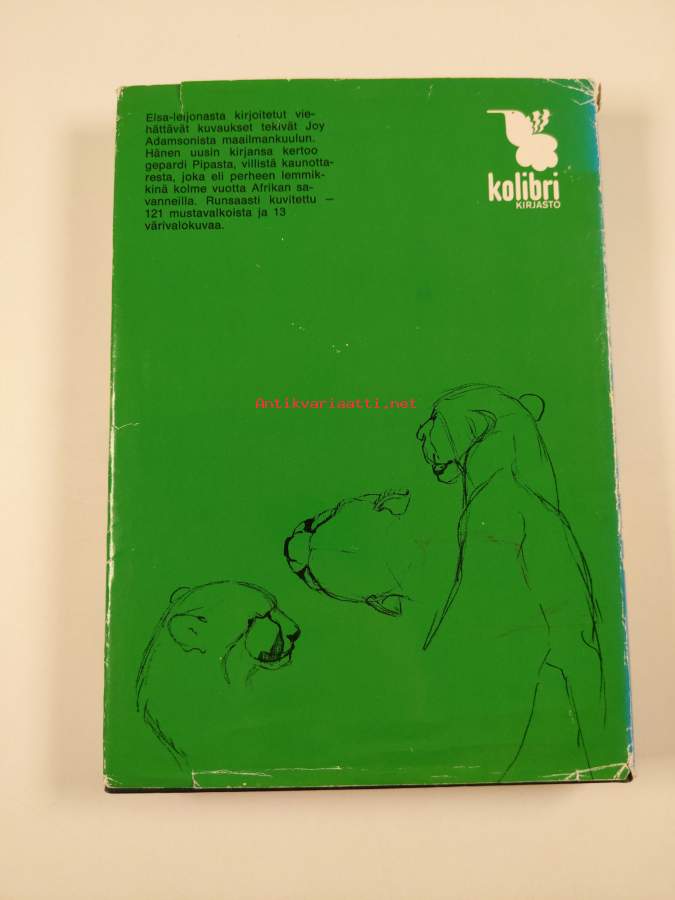 Elsa-leijonasta kirjoitetut vie-
hättävät kuvaukset tekivät Joy
Adamsonista maailmankuulun.
Hänen uusin kirjansa kertoo
gepardi Pipasta, villistä kaunotta-
resta, joka eli perheen lemmik-
kinä kolme vuotta Afrikan sa-
vanneilla. Runsaasti kuvitettu –
121 mustavalkoista ja 13
värivalokuvaa.
kolibri
KIRJASTO
Antikvariaatti.net